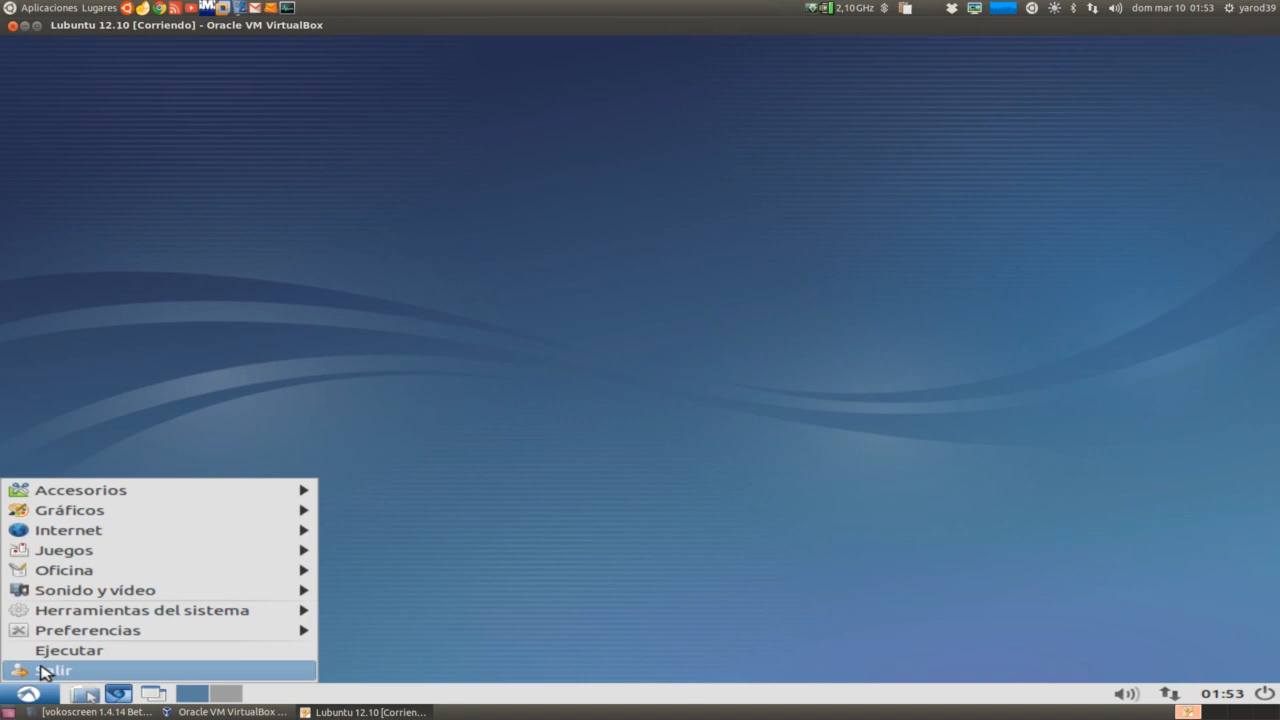 Aplicaciones Lugares 2,10GHz dom mar 10 01:53 yarod39
Lubuntu 12.10 [Corriendo] - Oracle VM VirtualBox
Accesorios
Gráficos
Internet
Juegos
Oficina
Sonido y vídeo
Herramientas del sistema
Preferencias
Ejecutar
Salir
01:53
[vokoscreen 1.4.14 Bet... Oracle VM VirtualBox ... Lubuntu 12.10 [Corrien...